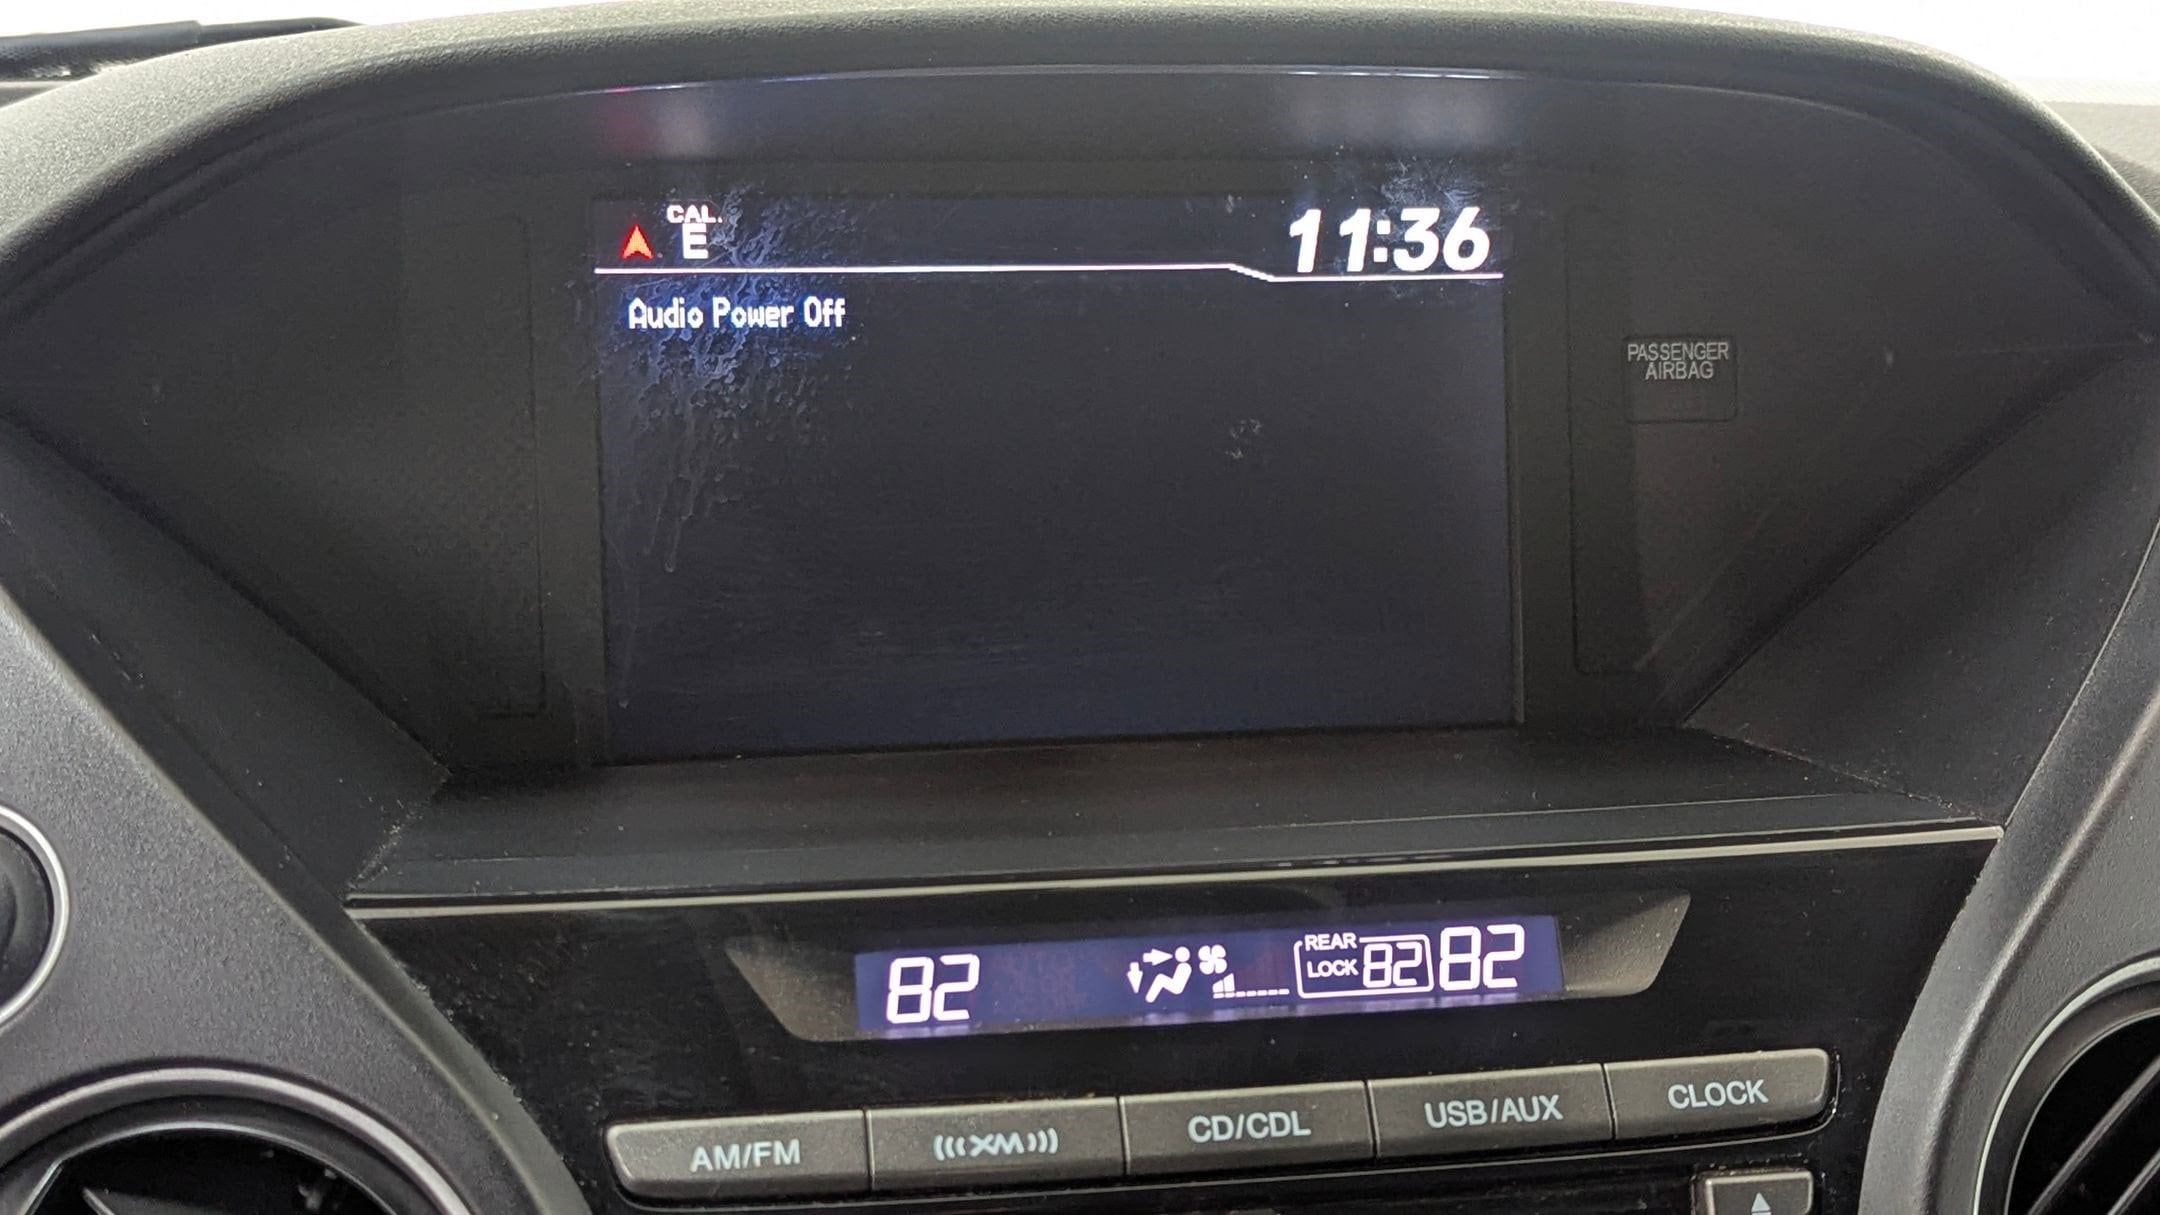 CAL.
E
11:36
Audio Power Off
PASSENGER
AIRBAG
82
REAR
LOCK 82
82
AM/FM
(((XM)))
CD/CDL
USB/AUX
CLOCK